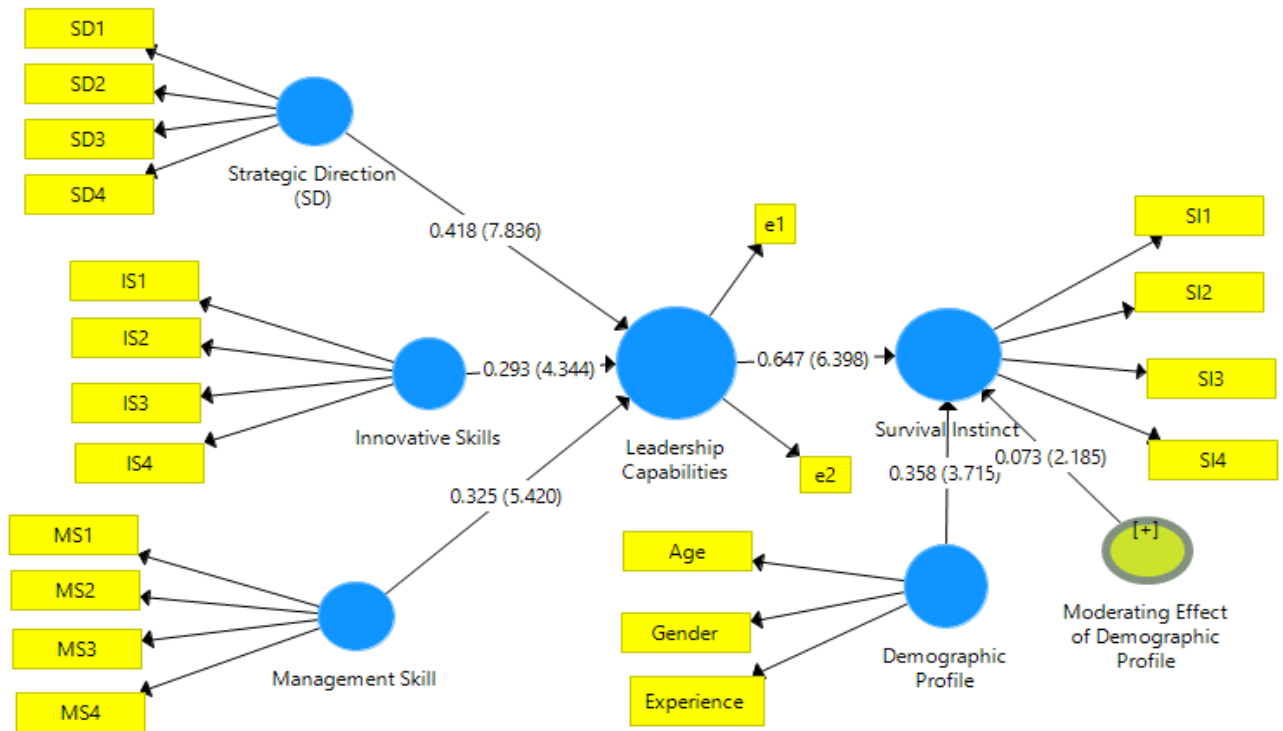 SD1
SD2
SD3
SD4
Strategic Direction
(SD)
0.418 (7.836)
IS1
IS2
IS3
IS4
Innovative Skills
0.293 (4.344)
MS1
MS2
MS3
MS4
Management Skill
0.325 (5.420)
e1
Leadership
Capabilities
e2
0.647 (6.398)
SI1
SI2
SI3
SI4
Survival Instinct
0.358 (3.715)
0.073 (2.185)
Age
Gender
Experience
Demographic
Profile
[+]
Moderating Effect
of Demographic
Profile